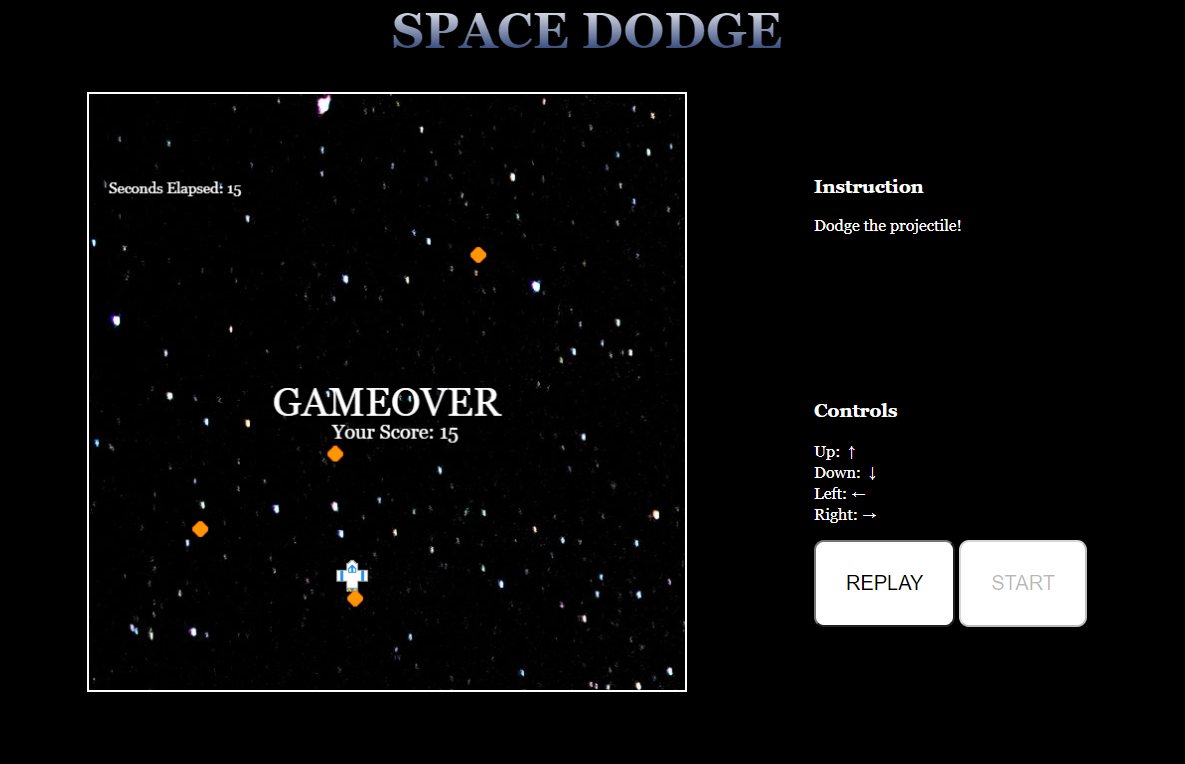 SPACE DODGE
Seconds Elapsed: 15
GAMEOVER
Your Score: 15
Instruction
Dodge the projectile!
Controls
Up: ↑
Down: ↓
Left: ←
Right: →
REPLAY
START